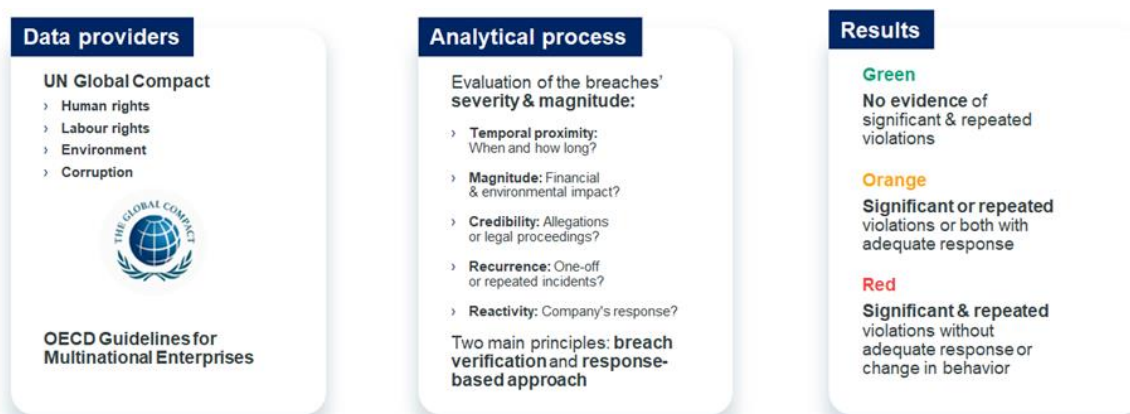 Data providers
UN Global Compact
› Human rights
› Labour rights
› Environment
› Corruption
THE GLOBAL COMPACT
OECD Guidelines for
Multinational Enterprises
Analytical process
Evaluation of the breaches’
severity & magnitude:
› Temporal proximity:
When and how long?
› Magnitude: Financial
& environmental impact?
› Credibility: Allegations
or legal proceedings?
› Recurrence: One-off
or repeated incidents?
› Reactivity: Company's response?
Two main principles: breach
verification and response-
based approach
Results
Green
No evidence of
significant & repeated
violations
Orange
Significant or repeated
violations or both with
adequate response
Red
Significant & repeated
violations without
adequate response or
change in behavior